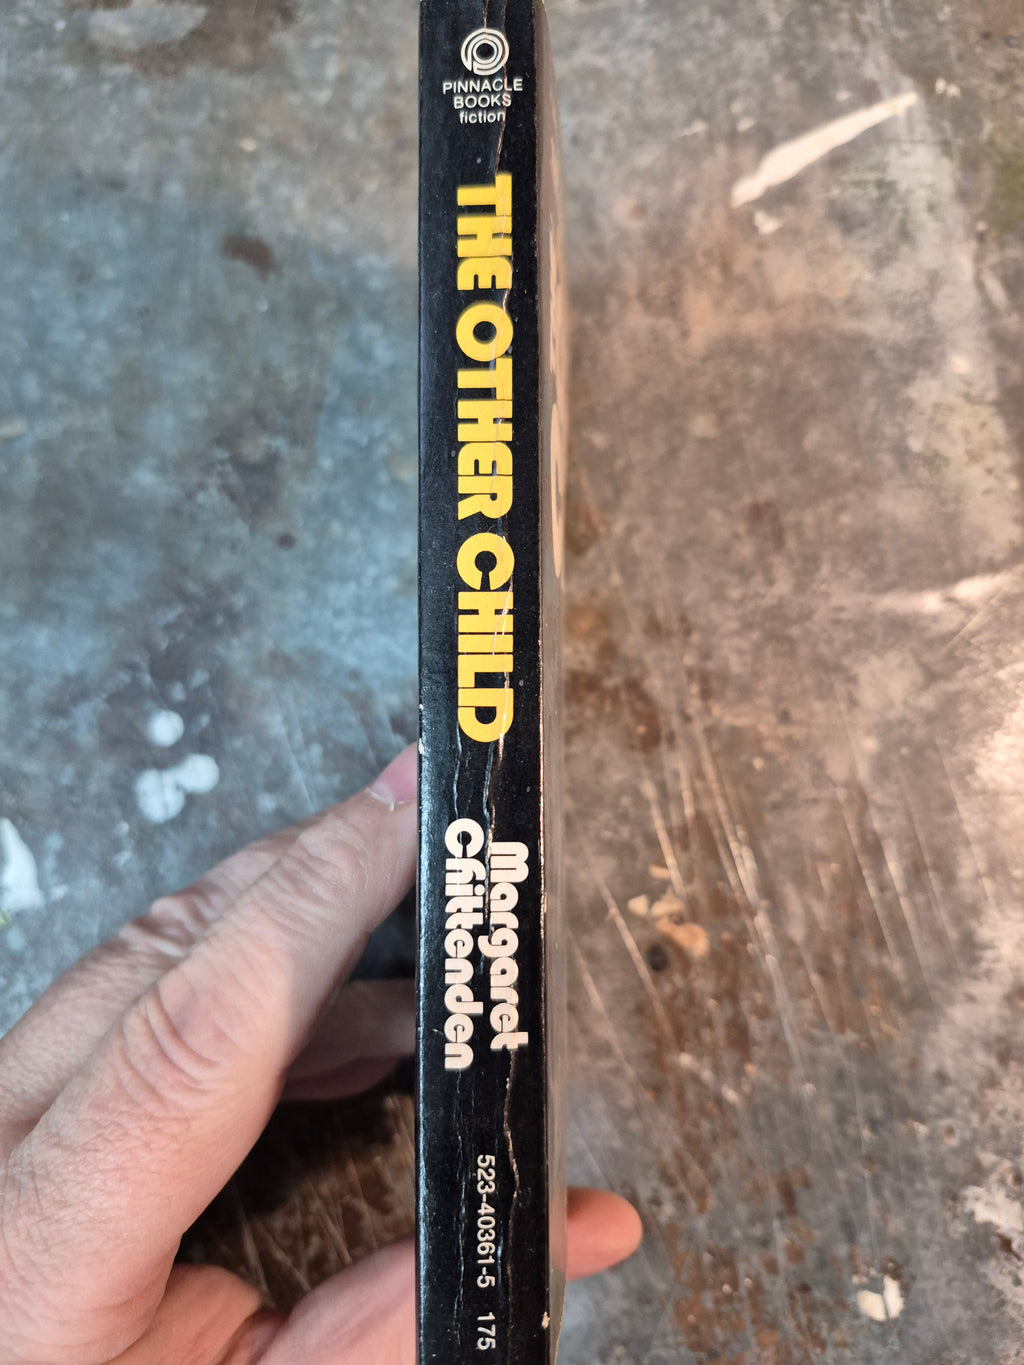 PINNACLE
BOOKS
fiction
THE OTHER CHILD
Margaret
Chittenden
523-40361-5 175